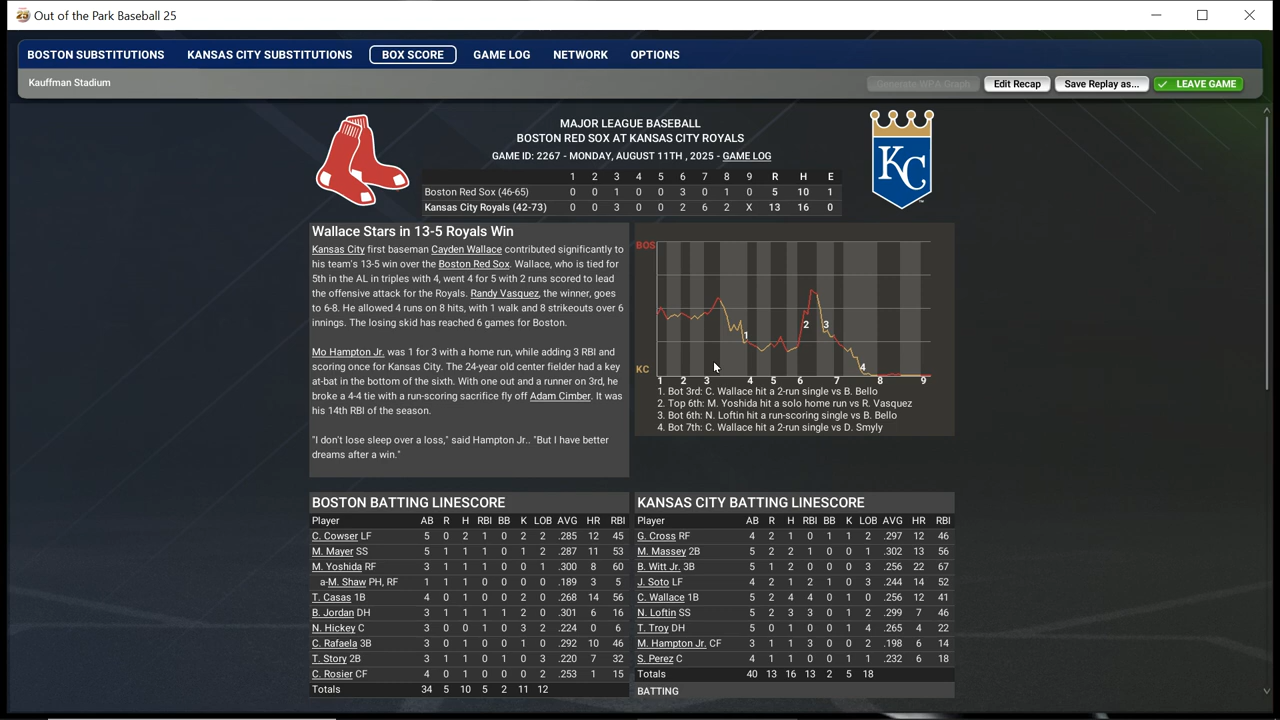 Out of the Park Baseball 25
BOSTON SUBSTITUTIONS KANSAS CITY SUBSTITUTIONS BOX SCORE GAME LOG NETWORK OPTIONS
Kauffman Stadium Generate WPA Graph Edit Recap Save Replay as... LEAVE GAME
MAJOR LEAGUE BASEBALL
BOSTON RED SOX AT KANSAS CITY ROYALS
GAME ID: 2267 - MONDAY, AUGUST 11TH , 2025 - GAME LOG
1 2 3 4 5 6 7 8 9 R H E
Boston Red Sox (46-65) 0 0 1 0 0 3 0 1 0 5 10 1
Kansas City Royals (42-73) 0 0 3 0 0 2 6 2 X 13 16 0
KC
Wallace Stars in 13-5 Royals Win
Kansas City first baseman Cayden Wallace contributed significantly to
his team's 13-5 win over the Boston Red Sox. Wallace, who is tied for
5th in the AL in triples with 4, went 4 for 5 with 2 runs scored to lead
the offensive attack for the Royals. Randy Vasquez, the winner, goes
to 6-8. He allowed 4 runs on 8 hits, with 1 walk and 8 strikeouts over 6
innings. The losing skid has reached 6 games for Boston.
Mo Hampton Jr. was 1 for 3 with a home run, while adding 3 RBI and
scoring once for Kansas City. The 24-year old center fielder had a key
at-bat in the bottom of the sixth. With one out and a runner on 3rd, he
broke a 4-4 tie with a run-scoring sacrifice fly off Adam Cimber. It was
his 14th RBI of the season.
"I don't lose sleep over a loss," said Hampton Jr.. "But I have better
dreams after a win."
BOS
1
2
3
4
KC
1 2 3 4 5 6 7 8 9
1. Bot 3rd: C. Wallace hit a 2-run single vs B. Bello
2. Top 6th: M. Yoshida hit a solo home run vs R. Vasquez
3. Bot 6th: N. Loftin hit a run-scoring single vs B. Bello
4. Bot 7th: C. Wallace hit a 2-run single vs D. Smyly
BOSTON BATTING LINESCORE
Player AB R H RBI BB K LOB AVG HR RBI
C. Cowser LF 5 0 2 1 0 2 2 .285 12 45
M. Mayer SS 5 1 1 1 0 1 2 .287 11 53
M. Yoshida RF 3 1 1 1 0 0 1 .300 8 60
a-M. Shaw PH, RF 1 1 1 0 0 0 0 .189 3 5
T. Casas 1B 4 0 1 0 0 2 0 .268 14 56
B. Jordan DH 3 1 1 1 1 2 0 .301 6 16
N. Hickey C 3 0 0 1 0 3 2 .224 0 6
C. Rafaela 3B 3 0 1 0 0 1 0 .292 10 46
T. Story 2B 3 1 1 0 1 0 3 .220 7 32
C. Rosier CF 4 0 1 0 0 0 2 .253 1 15
Totals 34 5 10 5 2 11 12
KANSAS CITY BATTING LINESCORE
Player AB R H RBI BB K LOB AVG HR RBI
G. Cross RF 4 2 1 0 1 1 2 .297 12 46
M. Massey 2B 5 2 2 1 0 0 1 .302 13 56
B. Witt Jr. 3B 5 1 2 0 0 0 3 .256 22 67
J. Soto LF 4 2 1 2 1 0 3 .244 14 52
C. Wallace 1B 5 2 4 4 0 1 0 .256 12 41
N. Loftin SS 5 2 3 3 0 1 2 .299 7 46
T. Troy DH 5 0 1 0 0 1 4 .265 4 22
M. Hampton Jr. CF 3 1 1 3 0 0 2 .198 6 14
S. Perez C 4 1 1 0 0 1 1 .232 6 18
Totals 40 13 16 13 2 5 18
BATTING